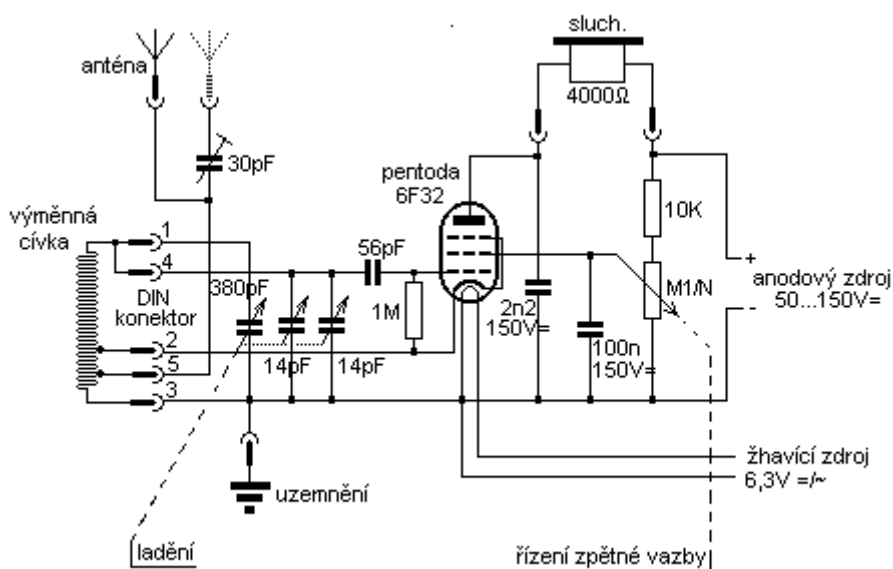 sluch.
anténa
4000Ω
30pF
pentoda
6F32
výměnná
cívka
1
10K
56pF
4
+
380pF
M1/N
anodový zdroj
DIN
konektor
1M
2n2
150V=
50...150V=
-
2
100n
150V=
14pF
14pF
5
3
žhavící zdroj
6,3V =/~
uzemnění
ladění
řízení zpětné vazby